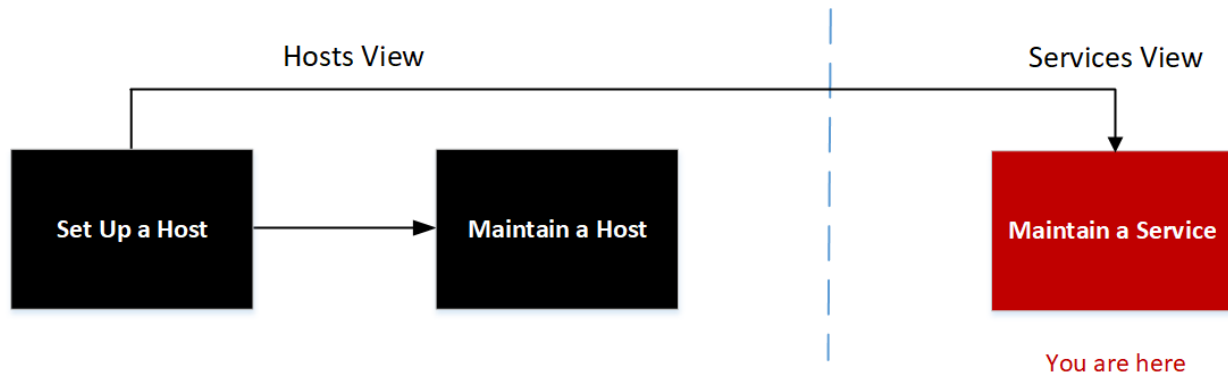 Hosts View
Services View
Set Up a Host
Maintain a Host
Maintain a Service
You are here